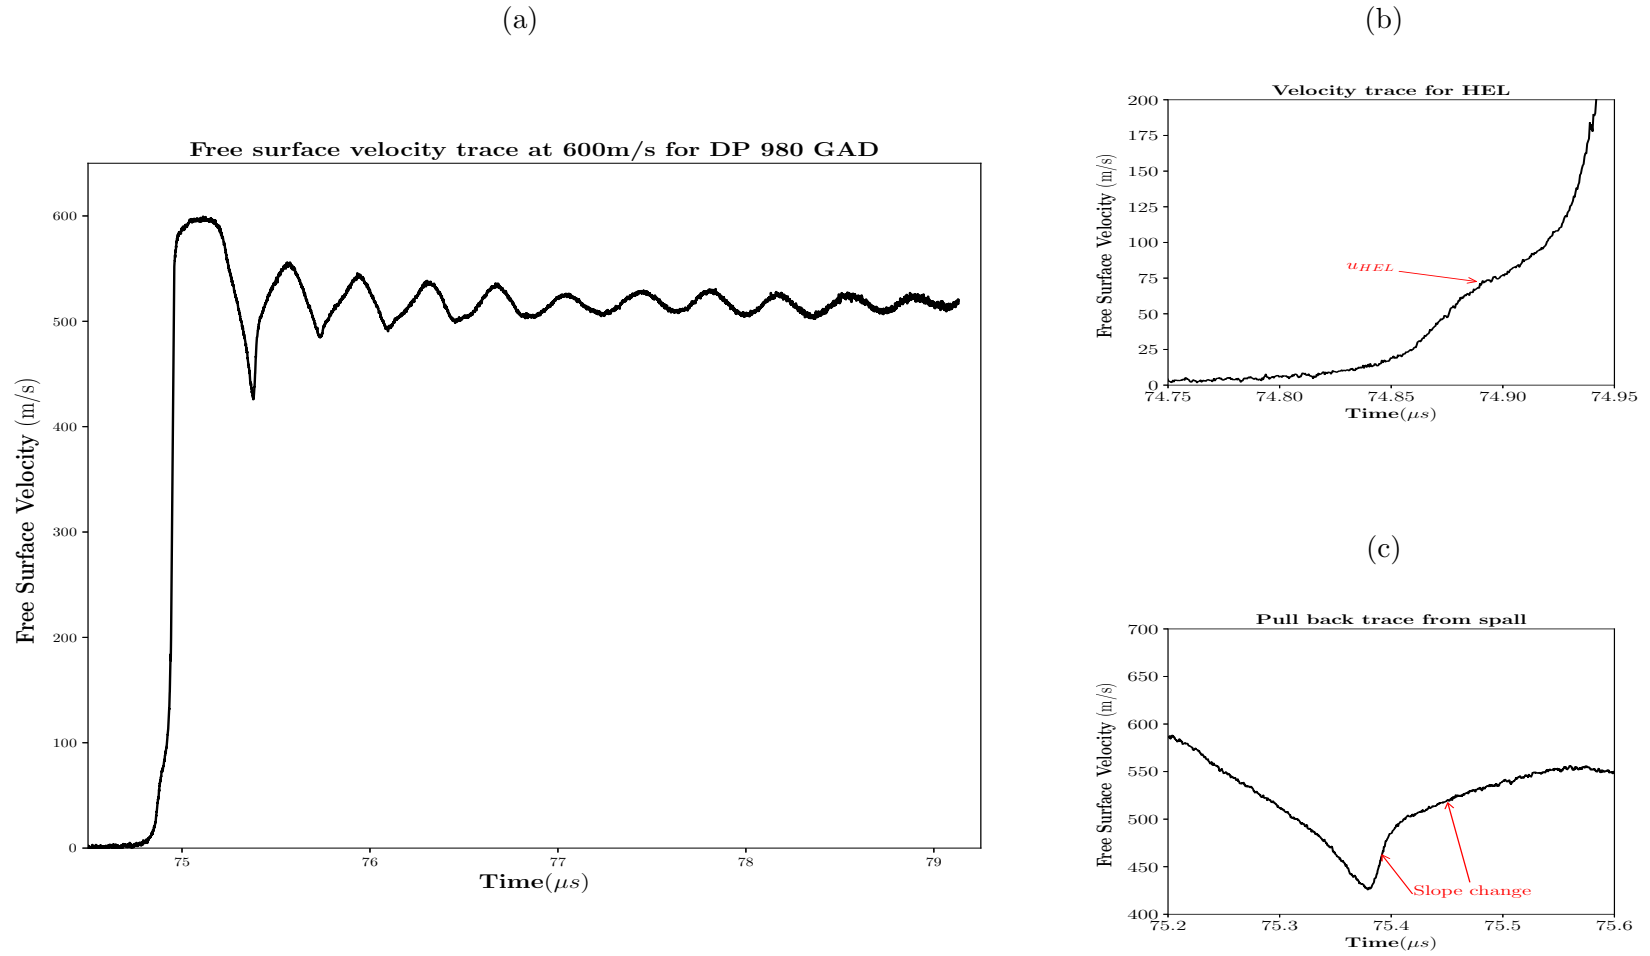 (a)
Free surface velocity trace at 600m/s for DP 980 GAD
Free Surface Velocity (m/s)
600
500
400
300
200
100
0
75 76 77 78 79
Time(μs)
(b)
Velocity trace for HEL
Free Surface Velocity (m/s)
200
175
150
125
100
75
50
25
0
u_HEL
74.75 74.80 74.85 74.90 74.95
Time(μs)
(c)
Pull back trace from spall
Free Surface Velocity (m/s)
700
650
600
550
500
450
400
Slope change
75.2 75.3 75.4 75.5 75.6
Time(μs)